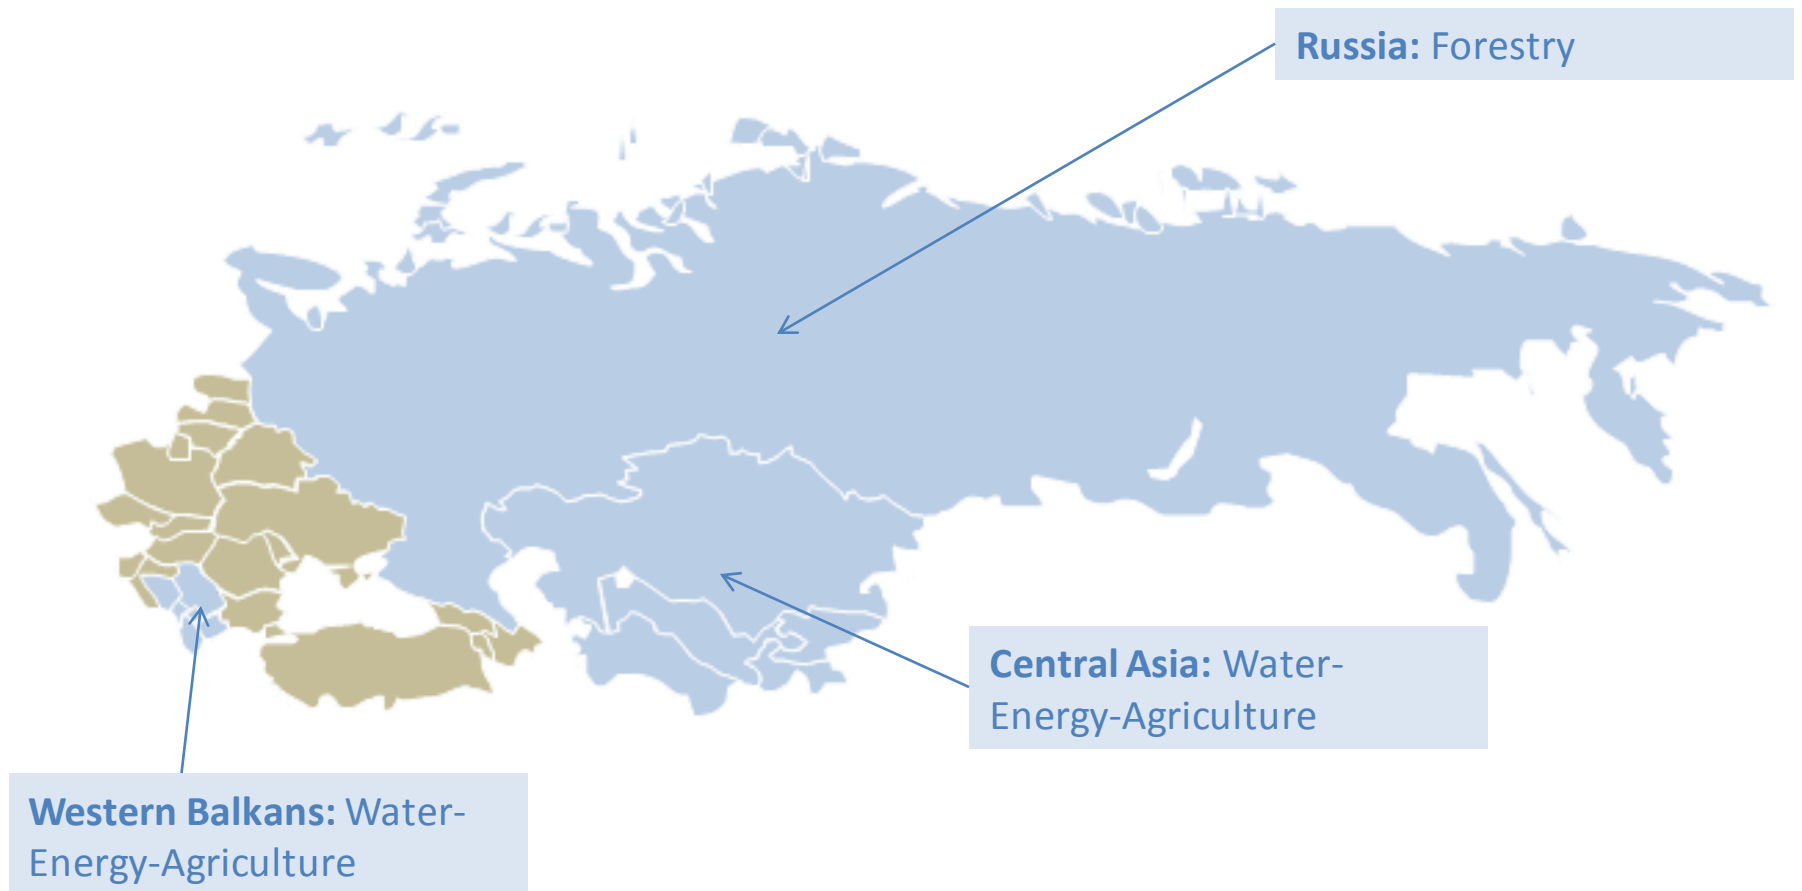 Russia: Forestry
Central Asia: Water-
Energy-Agriculture
Western Balkans: Water-
Energy-Agriculture